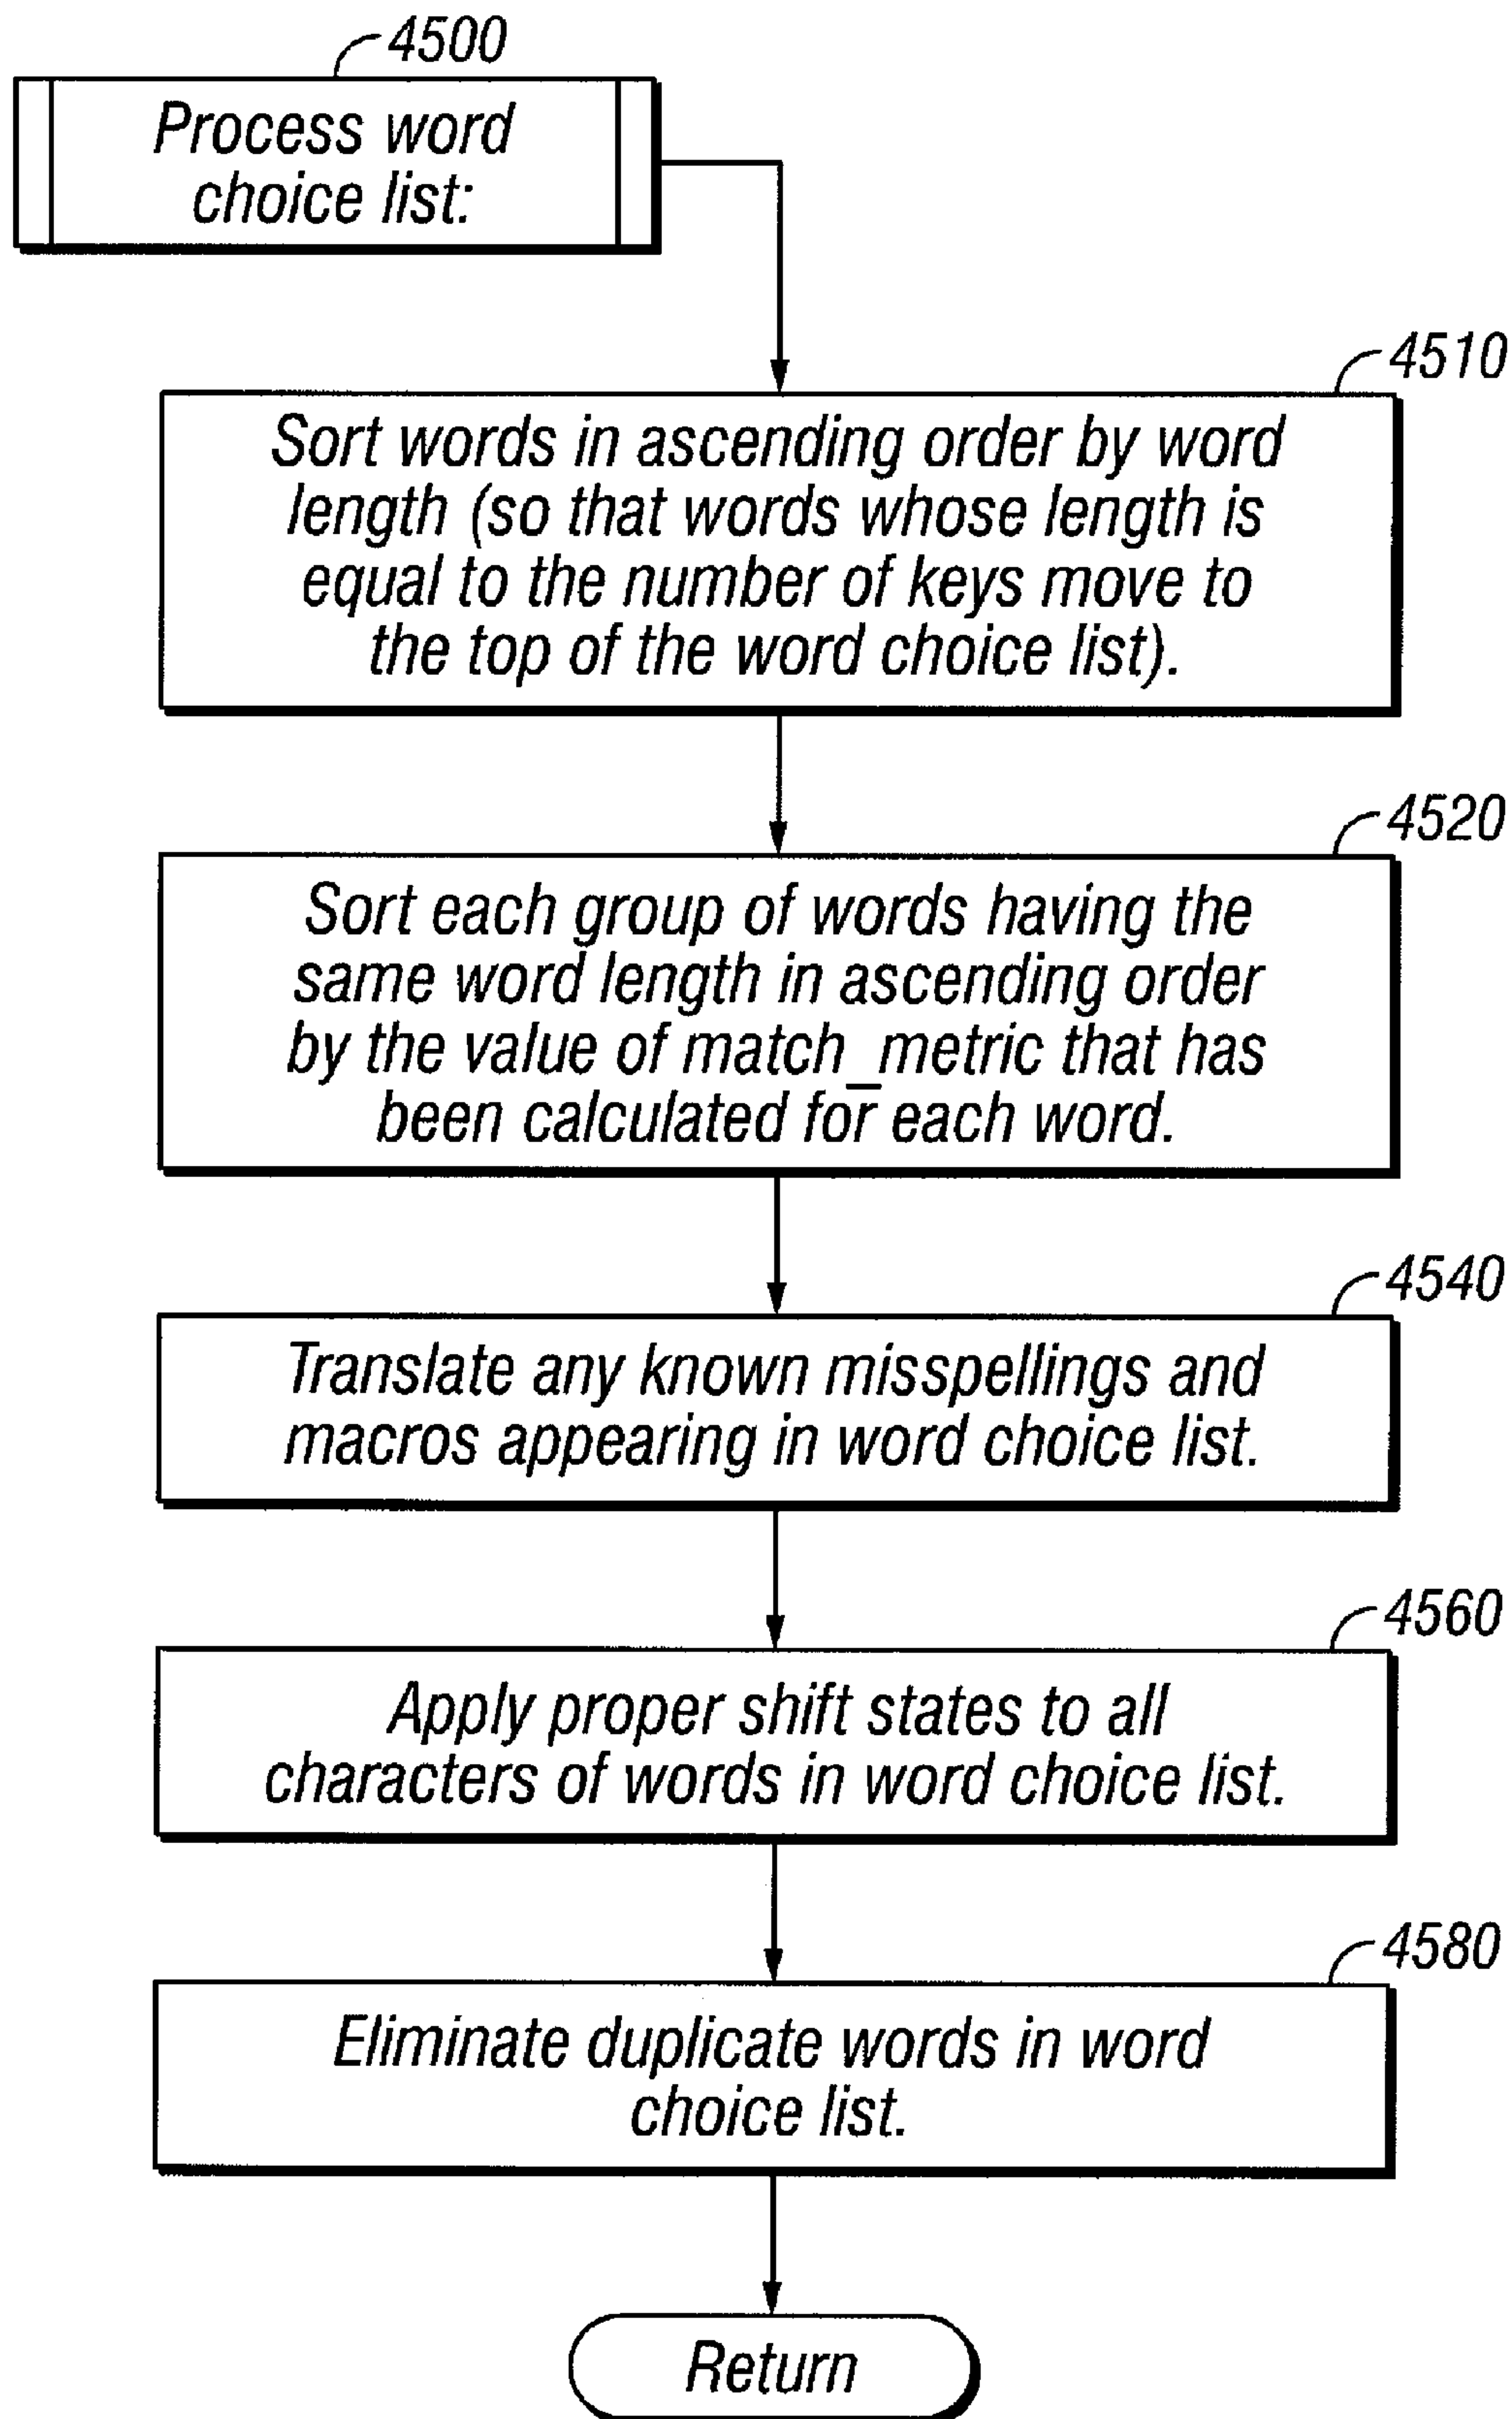 4500
Process word
choice list:
4510
Sort words in ascending order by word
length (so that words whose length is
equal to the number of keys move to
the top of the word choice list).
4520
Sort each group of words having the
same word length in ascending order
by the value of match_metric that has
been calculated for each word.
4540
Translate any known misspellings and
macros appearing in word choice list.
4560
Apply proper shift states to all
characters of words in word choice list.
4580
Eliminate duplicate words in word
choice list.
Return